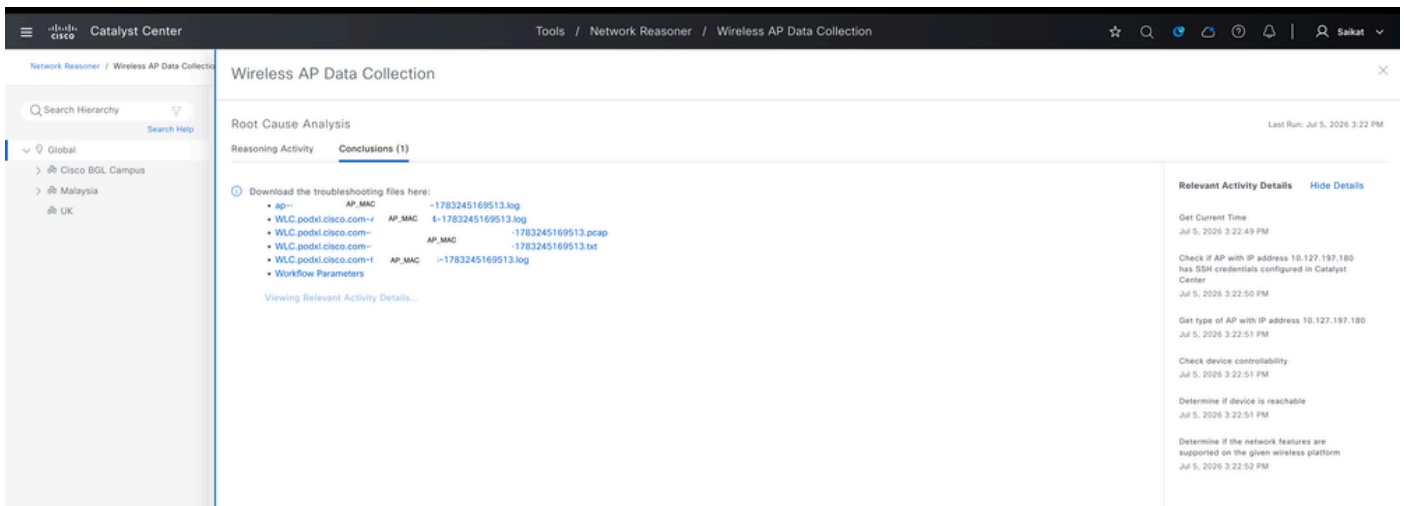 cisco Catalyst Center
Tools / Network Reasoner / Wireless AP Data Collection
Saikat
Network Reasoner / Wireless AP Data Collectio
Search Hierarchy
Search Help
Global
Cisco BGL Campus
Malaysia
UK
Wireless AP Data Collection
Root Cause Analysis
Last Run: Jul 5, 2026 3:22 PM
Reasoning Activity Conclusions (1)
Download the troubleshooting files here:
• ap- AP_MAC -1783245169513.log
• WLC.podxl.cisco.com- AP_MAC -1783245169513.log
• WLC.podxl.cisco.com- -1783245169513.pcap
AP_MAC
• WLC.podxl.cisco.com- -1783245169513.txt
• WLC.podxl.cisco.com- AP_MAC -1783245169513.log
• Workflow Parameters
Viewing Relevant Activity Details...
Relevant Activity Details Hide Details
Get Current Time
Jul 5, 2026 3:22:49 PM
Check if AP with IP address 10.127.197.180
has SSH credentials configured in Catalyst
Center
Jul 5, 2026 3:22:50 PM
Get type of AP with IP address 10.127.197.180
Jul 5, 2026 3:22:51 PM
Check device controllability
Jul 5, 2026 3:22:51 PM
Determine if device is reachable
Jul 5, 2026 3:22:51 PM
Determine if the network features are
supported on the given wireless platform
Jul 5, 2026 3:22:52 PM